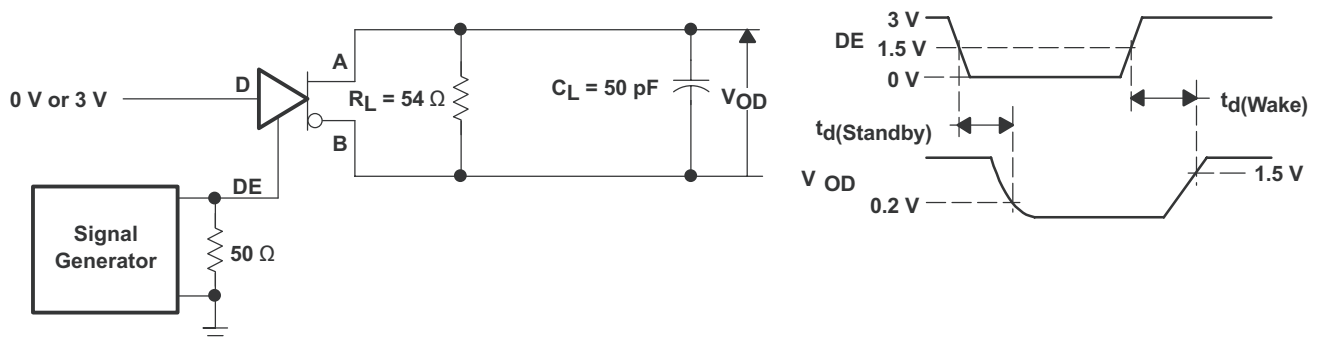 0 V or 3 V
D
A
B
DE
R_L = 54 Ω
C_L = 50 pF
V_OD
Signal
Generator
50 Ω
3 V
DE
1.5 V
0 V
t_d(Standby)
t_d(Wake)
V OD
0.2 V
1.5 V